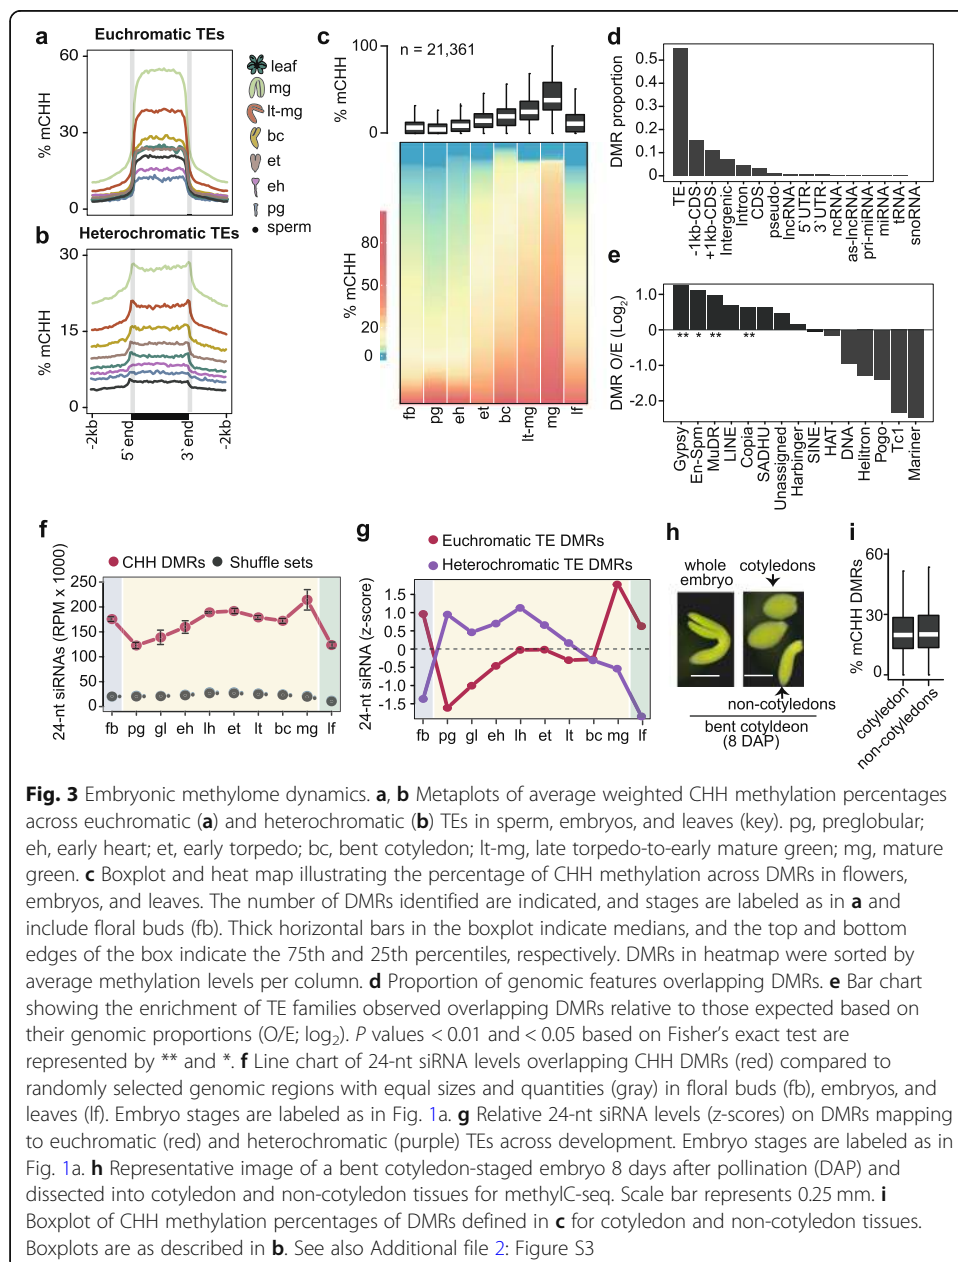 a
Euchromatic TEs
60
30
0
% mCHH
leaf
mg
lt-mg
bc
et
eh
pg
sperm
b
Heterochromatic TEs
30
15
0
% mCHH
-2kb
5` end
3` end
-2kb
c
n = 21,361
100
0
% mCHH
80
60
40
20
0
% mCHH
fb
pg
eh
et
bc
lt-mg
mg
lf
d
DMR proportion
0.5
0.4
0.3
0.2
0.1
0
TE
-1kb-CDS
+1kb-CDS
Intergenic
Intron
CDS
pseudo
lncRNA
5`UTR
3`UTR
ncRNA
as-lncRNA
pri-miRNA
miRNA
tRNA
snoRNA
e
DMR O/E (Log2)
1.0
0
-1.0
-2.0
** * ** **
Gypsy
En-Spm
MuDR
LINE
Copia
SADHU
Unassigned
Harbinger
SINE
HAT
DNA
Helitron
Pogo
Tc1
Mariner
f
CHH DMRs
Shuffle sets
24-nt siRNAs (RPM x 1000)
250
200
150
100
50
0
fb pg gl eh lh et lt bc mg lf
g
Euchromatic TE DMRs
Heterochromatic TE DMRs
24-nt siRNA (z-score)
1.5
1.0
0.5
0
-0.5
-1.0
-1.5
fb pg gl eh lh et lt bc mg lf
h
whole
embryo
cotyledons
non-cotyledons
bent cotyldeon
(8 DAP)
i
% mCHH DMRs
60
30
0
cotyledon
non-cotyledons
Fig. 3 Embryonic methylome dynamics. a, b Metaplots of average weighted CHH methylation percentages
across euchromatic (a) and heterochromatic (b) TEs in sperm, embryos, and leaves (key). pg, preglobular;
eh, early heart; et, early torpedo; bc, bent cotyledon; lt-mg, late torpedo-to-early mature green; mg, mature
green. c Boxplot and heat map illustrating the percentage of CHH methylation across DMRs in flowers,
embryos, and leaves. The number of DMRs identified are indicated, and stages are labeled as in a and
include floral buds (fb). Thick horizontal bars in the boxplot indicate medians, and the top and bottom
edges of the box indicate the 75th and 25th percentiles, respectively. DMRs in heatmap were sorted by
average methylation levels per column. d Proportion of genomic features overlapping DMRs. e Bar chart
showing the enrichment of TE families observed overlapping DMRs relative to those expected based on
their genomic proportions (O/E; log2). P values < 0.01 and < 0.05 based on Fisher's exact test are
represented by ** and *. f Line chart of 24-nt siRNA levels overlapping CHH DMRs (red) compared to
randomly selected genomic regions with equal sizes and quantities (gray) in floral buds (fb), embryos, and
leaves (lf). Embryo stages are labeled as in Fig. 1a. g Relative 24-nt siRNA levels (z-scores) on DMRs mapping
to euchromatic (red) and heterochromatic (purple) TEs across development. Embryo stages are labeled as in
Fig. 1a. h Representative image of a bent cotyledon-staged embryo 8 days after pollination (DAP) and
dissected into cotyledon and non-cotyledon tissues for methylC-seq. Scale bar represents 0.25 mm. i
Boxplot of CHH methylation percentages of DMRs defined in c for cotyledon and non-cotyledon tissues.
Boxplots are as described in b. See also Additional file 2: Figure S3